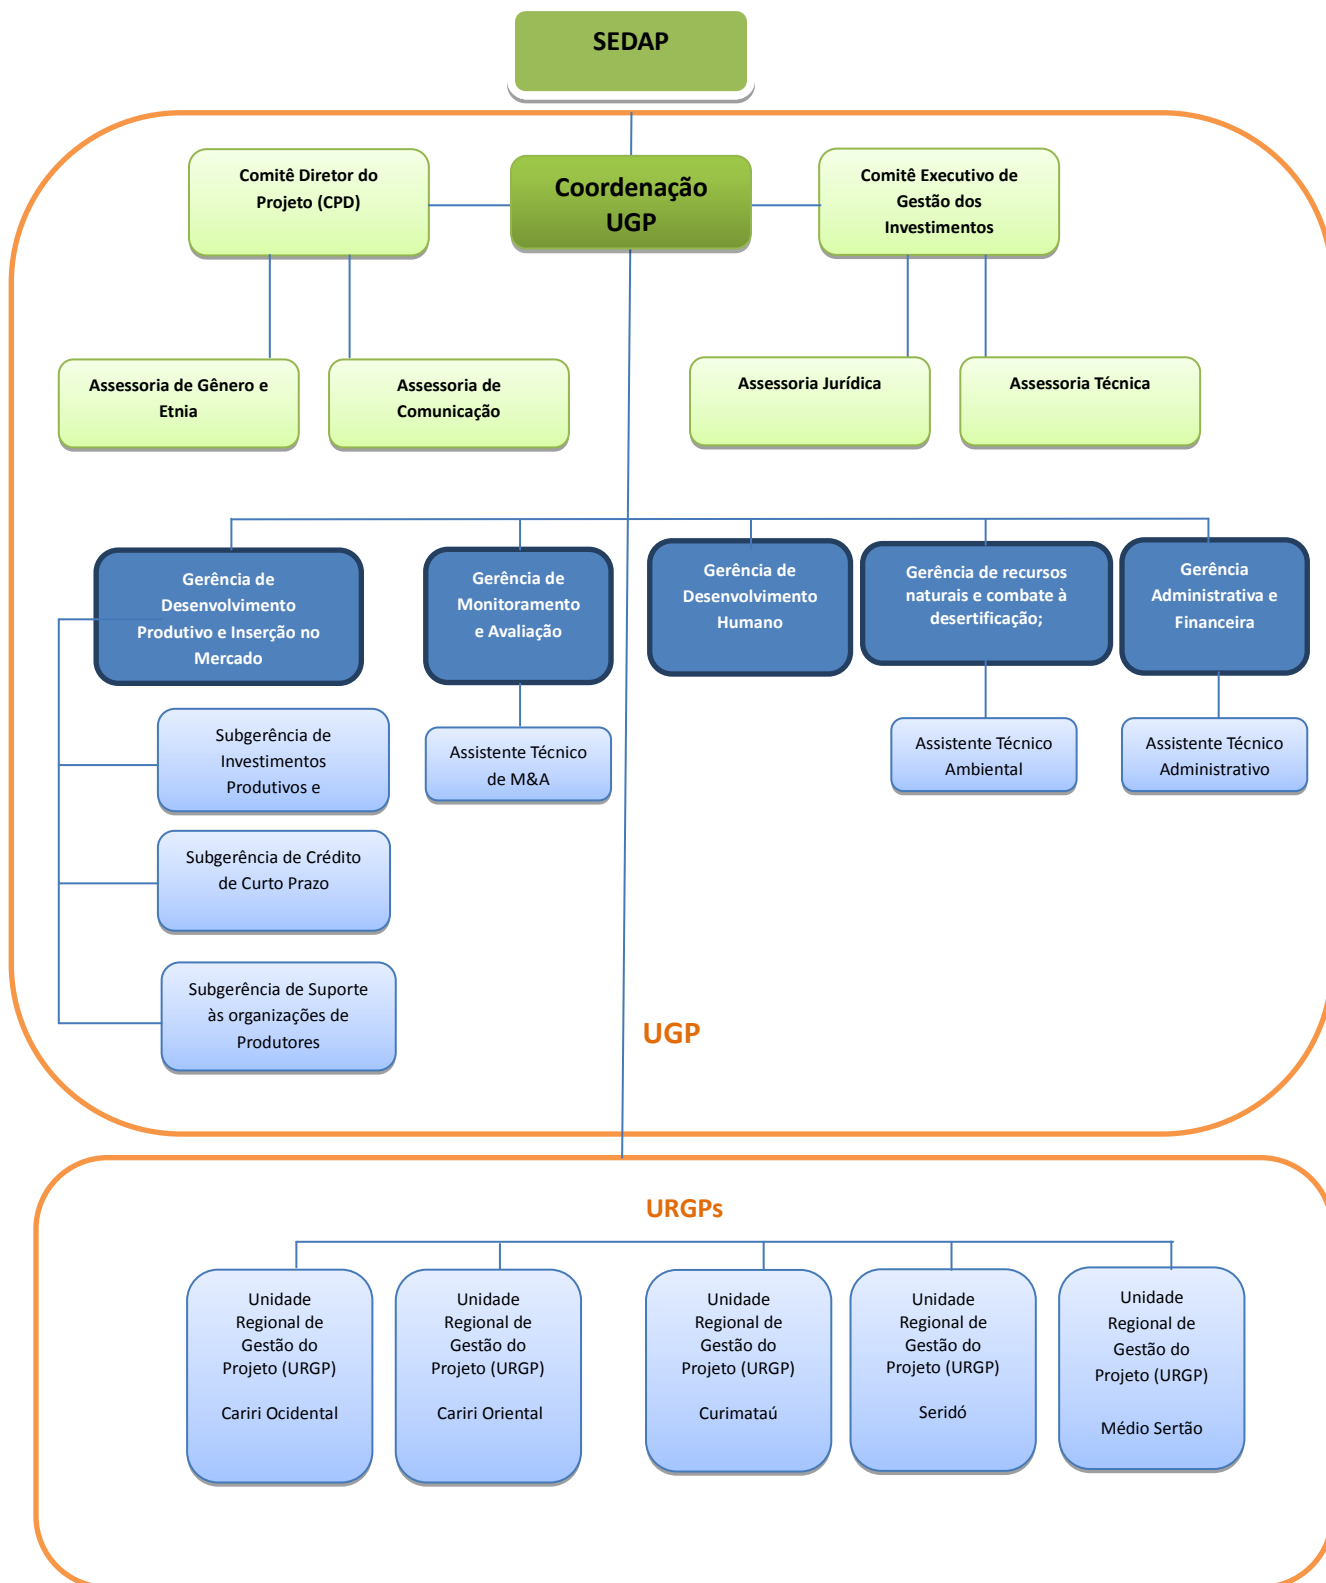 SEDAP
Comitê Diretor do
Projeto (CPD)
Coordenação
UGP
Comitê Executivo de
Gestão dos
Investimentos
Assessoria de Gênero e
Etnia
Assessoria de
Comunicação
Assessoria Jurídica
Assessoria Técnica
Gerência de
Desenvolvimento
Produtivo e Inserção no
Mercado
Gerência de
Monitoramento
e Avaliação
Gerência de
Desenvolvimento
Humano
Gerência de recursos
naturais e combate à
desertificação;
Gerência
Administrativa e
Financeira
Subgerência de
Investimentos
Produtivos e
Assistente Técnico
de M&A
Assistente Técnico
Ambiental
Assistente Técnico
Administrativo
Subgerência de Crédito
de Curto Prazo
Subgerência de Suporte
às organizações de
Produtores
UGP
URGPs
Unidade
Regional de
Gestão do
Projeto (URGP)
Cariri Ocidental
Unidade
Regional de
Gestão do
Projeto (URGP)
Cariri Oriental
Unidade
Regional de
Gestão do
Projeto (URGP)
Curimataú
Unidade
Regional de
Gestão do
Projeto (URGP)
Seridó
Unidade
Regional de
Gestão do
Projeto (URGP)
Médio Sertão